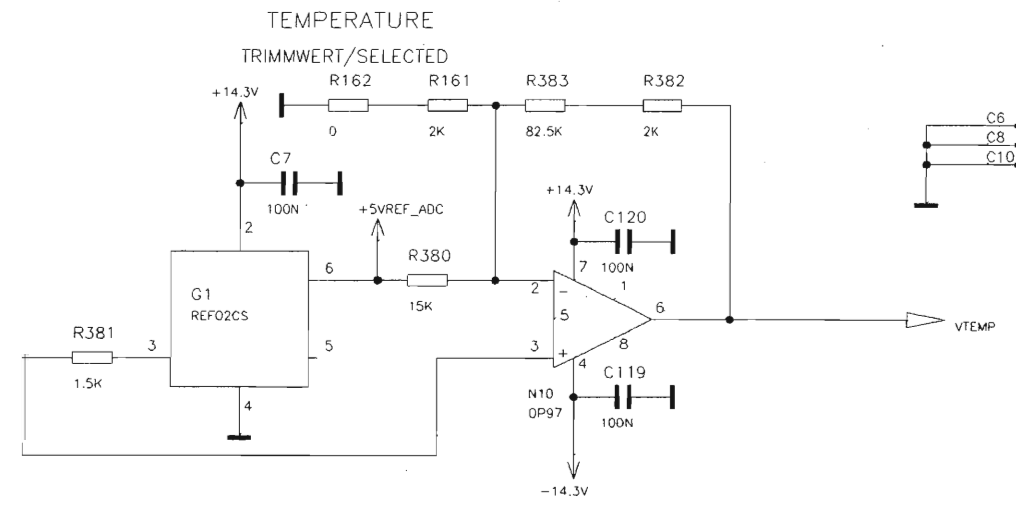 TEMPERATURE
TRIMMWERT/SELECTED
R162
R161
R383
R382
0
2K
82.5K
2K
+14.3V
C6
C8
C10
C7
100N
+5VREF_ADC
+14.3V
C120
100N
2
6
R380
15K
7
1
2
5
6
3
8
4
G1
REF02CS
R381
1.5K
3
5
4
VTEMP
N10
OP97
C119
100N
-14.3V